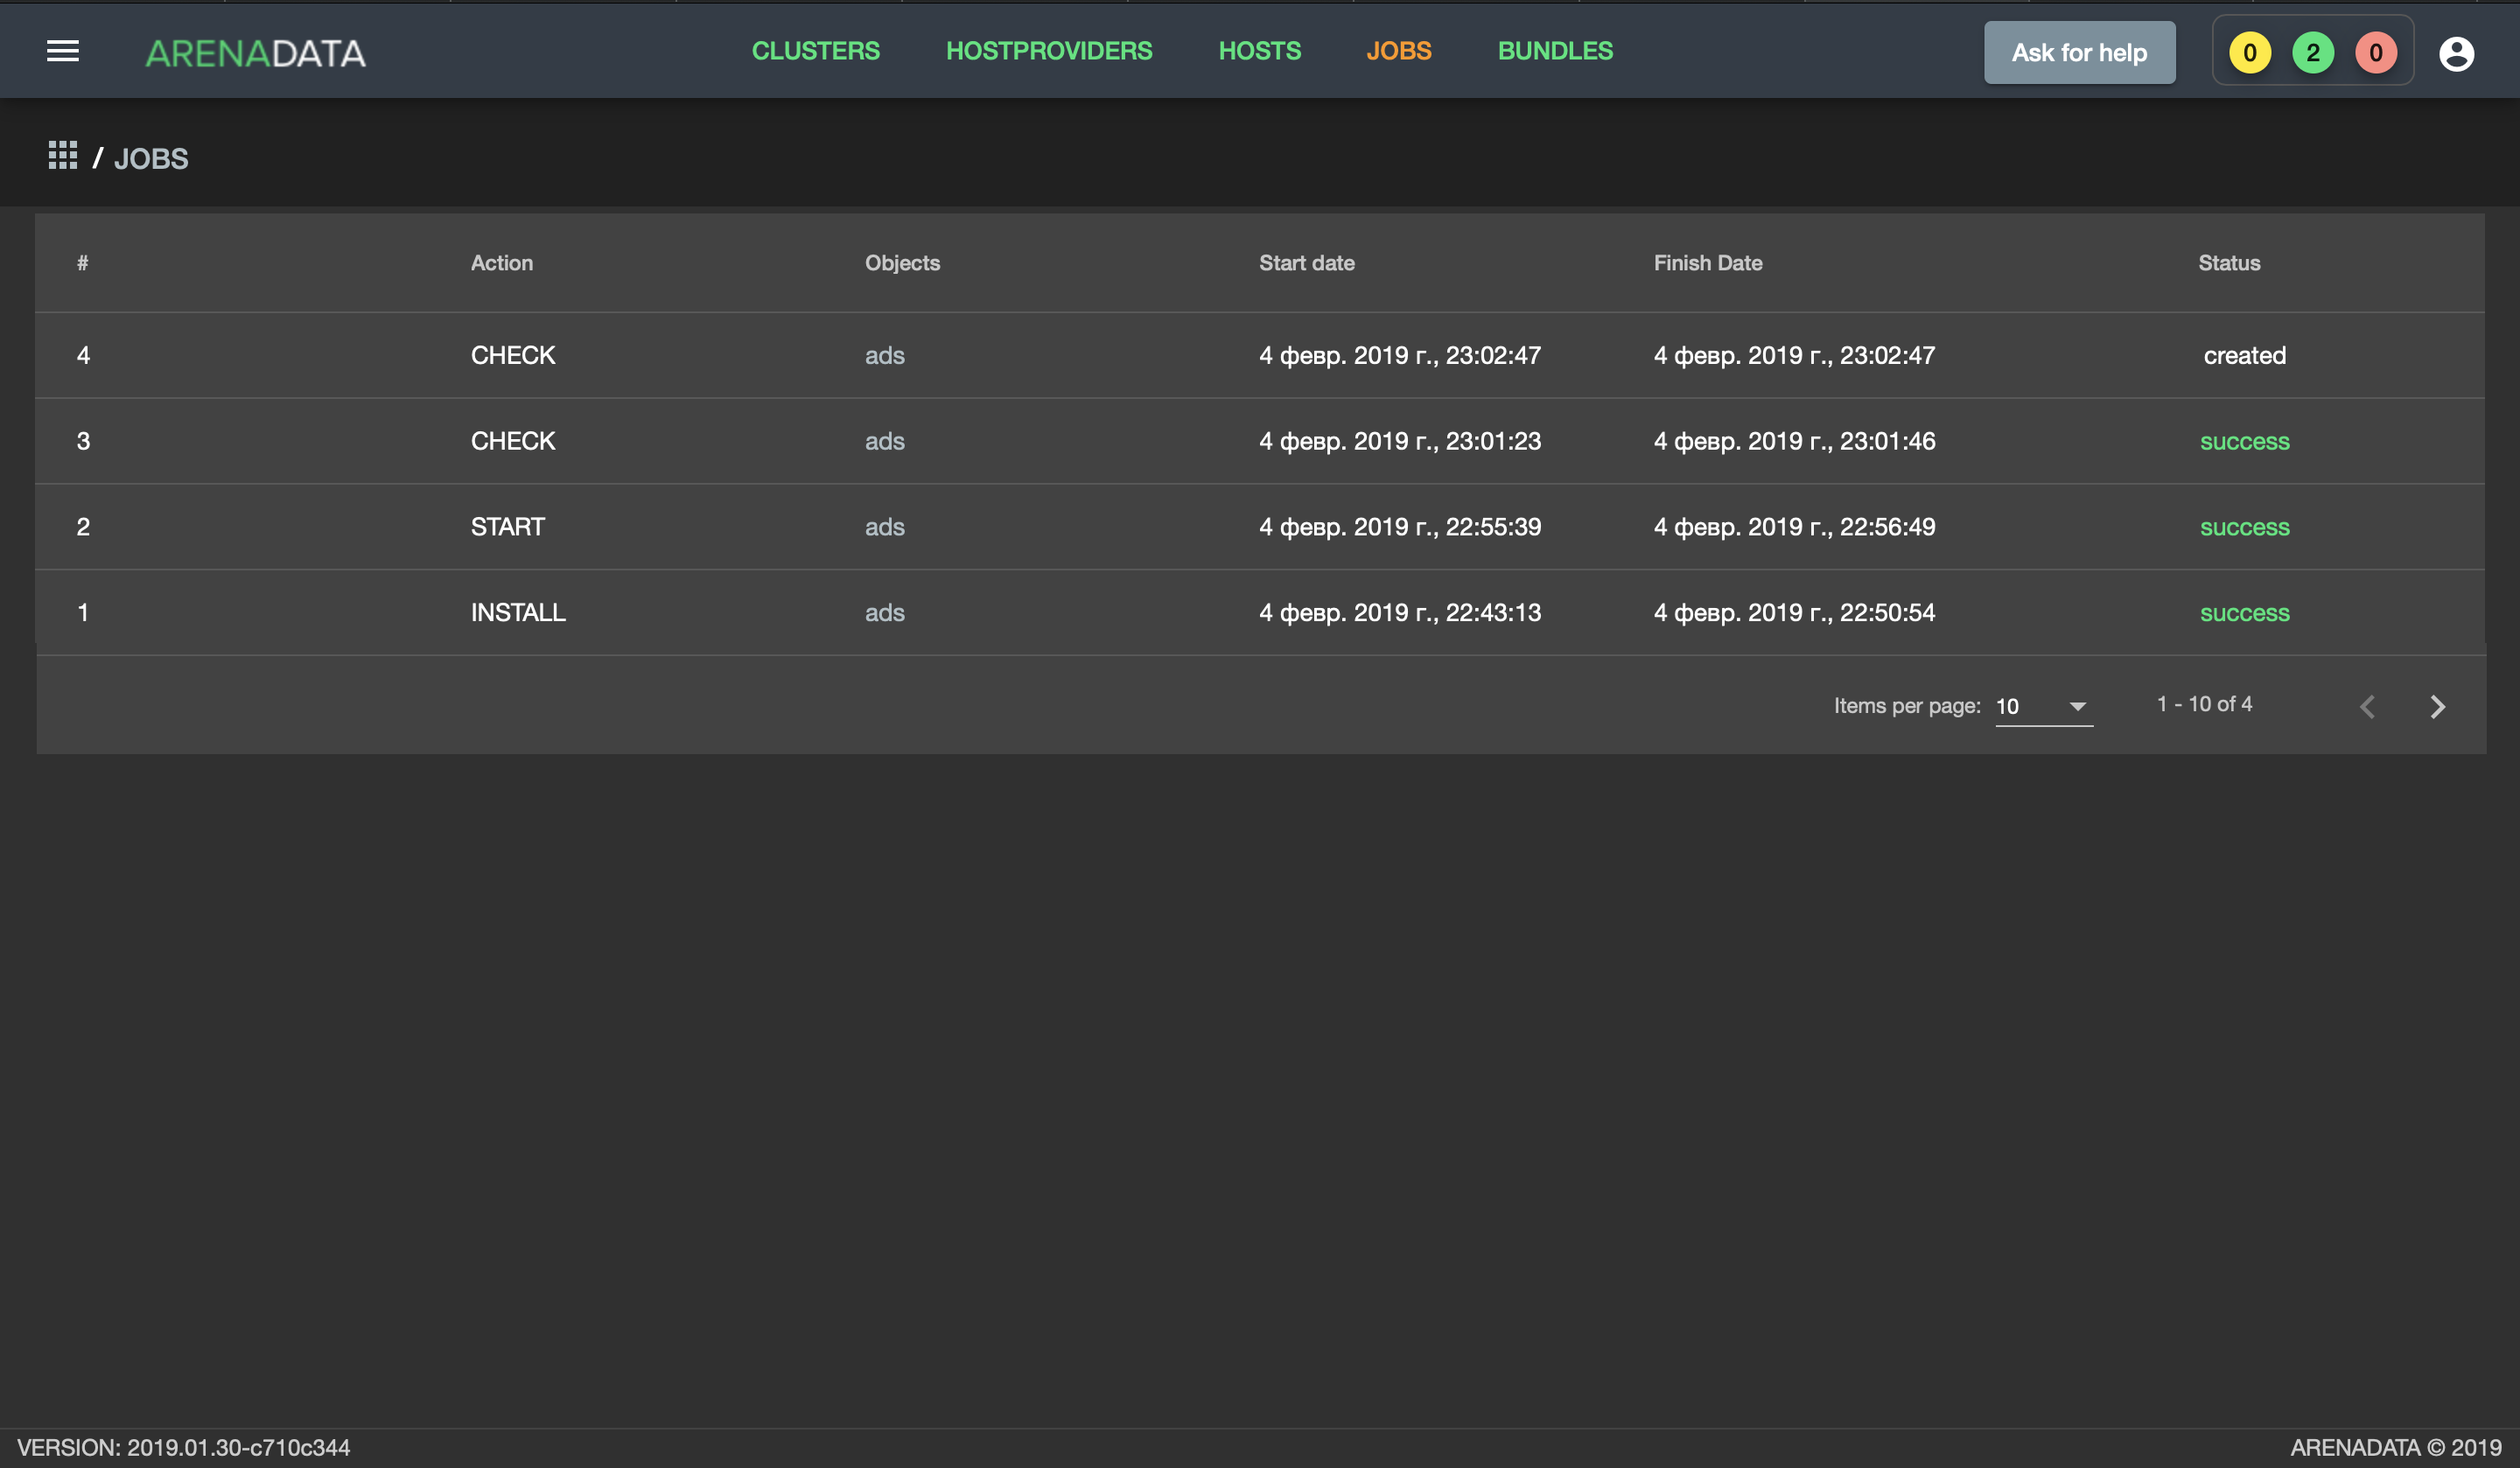 ARENADATA CLUSTERS HOSTPROVIDERS HOSTS JOBS BUNDLES Ask for help 0 2 0
/ JOBS
# Action Objects Start date Finish Date Status
4 CHECK ads 4 февр. 2019 г., 23:02:47 4 февр. 2019 г., 23:02:47 created
3 CHECK ads 4 февр. 2019 г., 23:01:23 4 февр. 2019 г., 23:01:46 success
2 START ads 4 февр. 2019 г., 22:55:39 4 февр. 2019 г., 22:56:49 success
1 INSTALL ads 4 февр. 2019 г., 22:43:13 4 февр. 2019 г., 22:50:54 success
Items per page: 10 1 - 10 of 4
VERSION: 2019.01.30-c710c344 ARENADATA © 2019